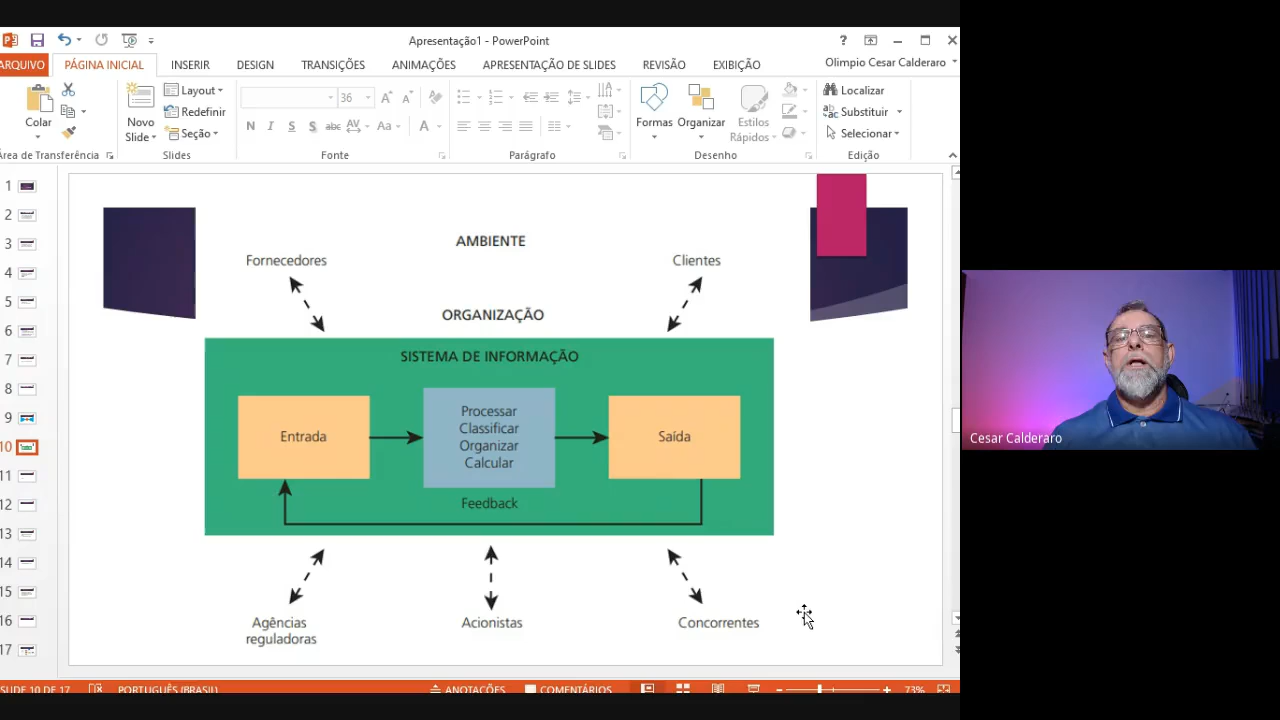 Apresentação1 - PowerPoint
?
ARQUIVO
PÁGINA INICIAL
INSERIR
DESIGN
TRANSIÇÕES
ANIMAÇÕES
APRESENTAÇÃO DE SLIDES
REVISÃO
EXIBIÇÃO
Olimpio Cesar Calderaro
Colar
Novo
Slide
Layout
Redefinir
Seção
36
N I S S abc AV Aa A
Formas
Organizar
Estilos
Rápidos
Localizar
Substituir
Selecionar
Área de Transferência
Slides
Fonte
Parágrafo
Desenho
Edição
1
2
3
4
5
6
7
8
9
10
11
12
13
14
15
16
17
AMBIENTE
Fornecedores
Clientes
ORGANIZAÇÃO
SISTEMA DE INFORMAÇÃO
Entrada
Processar
Classificar
Organizar
Calcular
Saída
Feedback
Agências
reguladoras
Acionistas
Concorrentes
SLIDE 10 DE 17
PORTUGUÊS (BRASIL)
ANOTAÇÕES
COMENTÁRIOS
73%
Cesar Calderaro